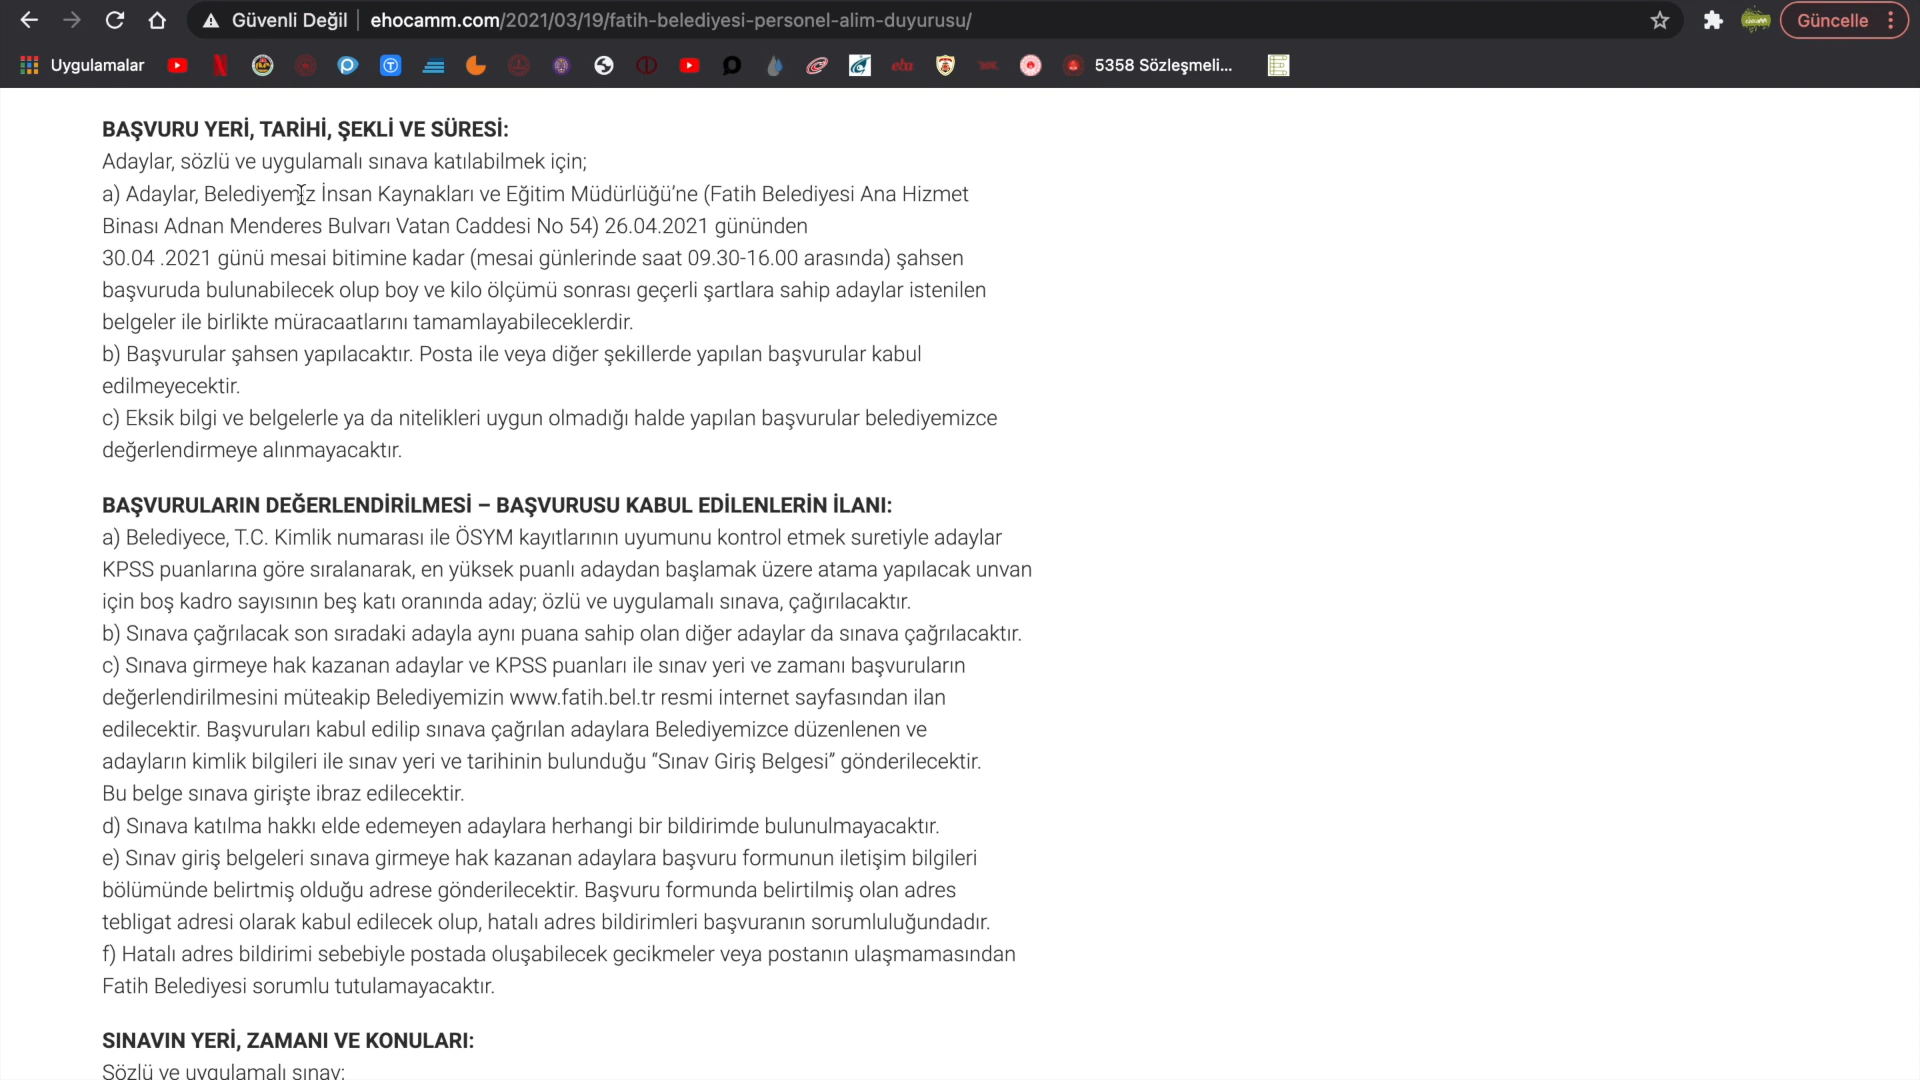 Güvenli Değil | ehocamm.com/2021/03/19/fatih-belediyesi-personel-alim-duyurusu/
Güncelle
Uygulamalar
eba
5358 Sözleşmeli...
BAŞVURU YERİ, TARİHİ, ŞEKLİ VE SÜRESİ:
Adaylar, sözlü ve uygulamalı sınava katılabilmek için;
a) Adaylar, Belediyemiz İnsan Kaynakları ve Eğitim Müdürlüğü’ne (Fatih Belediyesi Ana Hizmet
Binası Adnan Menderes Bulvarı Vatan Caddesi No 54) 26.04.2021 gününden
30.04 .2021 günü mesai bitimine kadar (mesai günlerinde saat 09.30-16.00 arasında) şahsen
başvuruda bulunabilecek olup boy ve kilo ölçümü sonrası geçerli şartlara sahip adaylar istenilen
belgeler ile birlikte müracaatlarını tamamlayabileceklerdir.
b) Başvurular şahsen yapılacaktır. Posta ile veya diğer şekillerde yapılan başvurular kabul
edilmeyecektir.
c) Eksik bilgi ve belgelerle ya da nitelikleri uygun olmadığı halde yapılan başvurular belediyemizce
değerlendirmeye alınmayacaktır.
BAŞVURULARIN DEĞERLENDİRİLMESİ – BAŞVURUSU KABUL EDİLENLERİN İLANI:
a) Belediyece, T.C. Kimlik numarası ile ÖSYM kayıtlarının uyumunu kontrol etmek suretiyle adaylar
KPSS puanlarına göre sıralanarak, en yüksek puanlı adaydan başlamak üzere atama yapılacak unvan
için boş kadro sayısının beş katı oranında aday; özlü ve uygulamalı sınava, çağırılacaktır.
b) Sınava çağrılacak son sıradaki adayla aynı puana sahip olan diğer adaylar da sınava çağrılacaktır.
c) Sınava girmeye hak kazanan adaylar ve KPSS puanları ile sınav yeri ve zamanı başvuruların
değerlendirilmesini müteakip Belediyemizin www.fatih.bel.tr resmi internet sayfasından ilan
edilecektir. Başvuruları kabul edilip sınava çağrılan adaylara Belediyemizce düzenlenen ve
adayların kimlik bilgileri ile sınav yeri ve tarihinin bulunduğu “Sınav Giriş Belgesi” gönderilecektir.
Bu belge sınava girişte ibraz edilecektir.
d) Sınava katılma hakkı elde edemeyen adaylara herhangi bir bildirimde bulunulmayacaktır.
e) Sınav giriş belgeleri sınava girmeye hak kazanan adaylara başvuru formunun iletişim bilgileri
bölümünde belirtmiş olduğu adrese gönderilecektir. Başvuru formunda belirtilmiş olan adres
tebligat adresi olarak kabul edilecek olup, hatalı adres bildirimleri başvuranın sorumluluğundadır.
f) Hatalı adres bildirimi sebebiyle postada oluşabilecek gecikmeler veya postanın ulaşmamasından
Fatih Belediyesi sorumlu tutulamayacaktır.
SINAVIN YERİ, ZAMANI VE KONULARI:
Sözlü ve uygulamalı sınav: